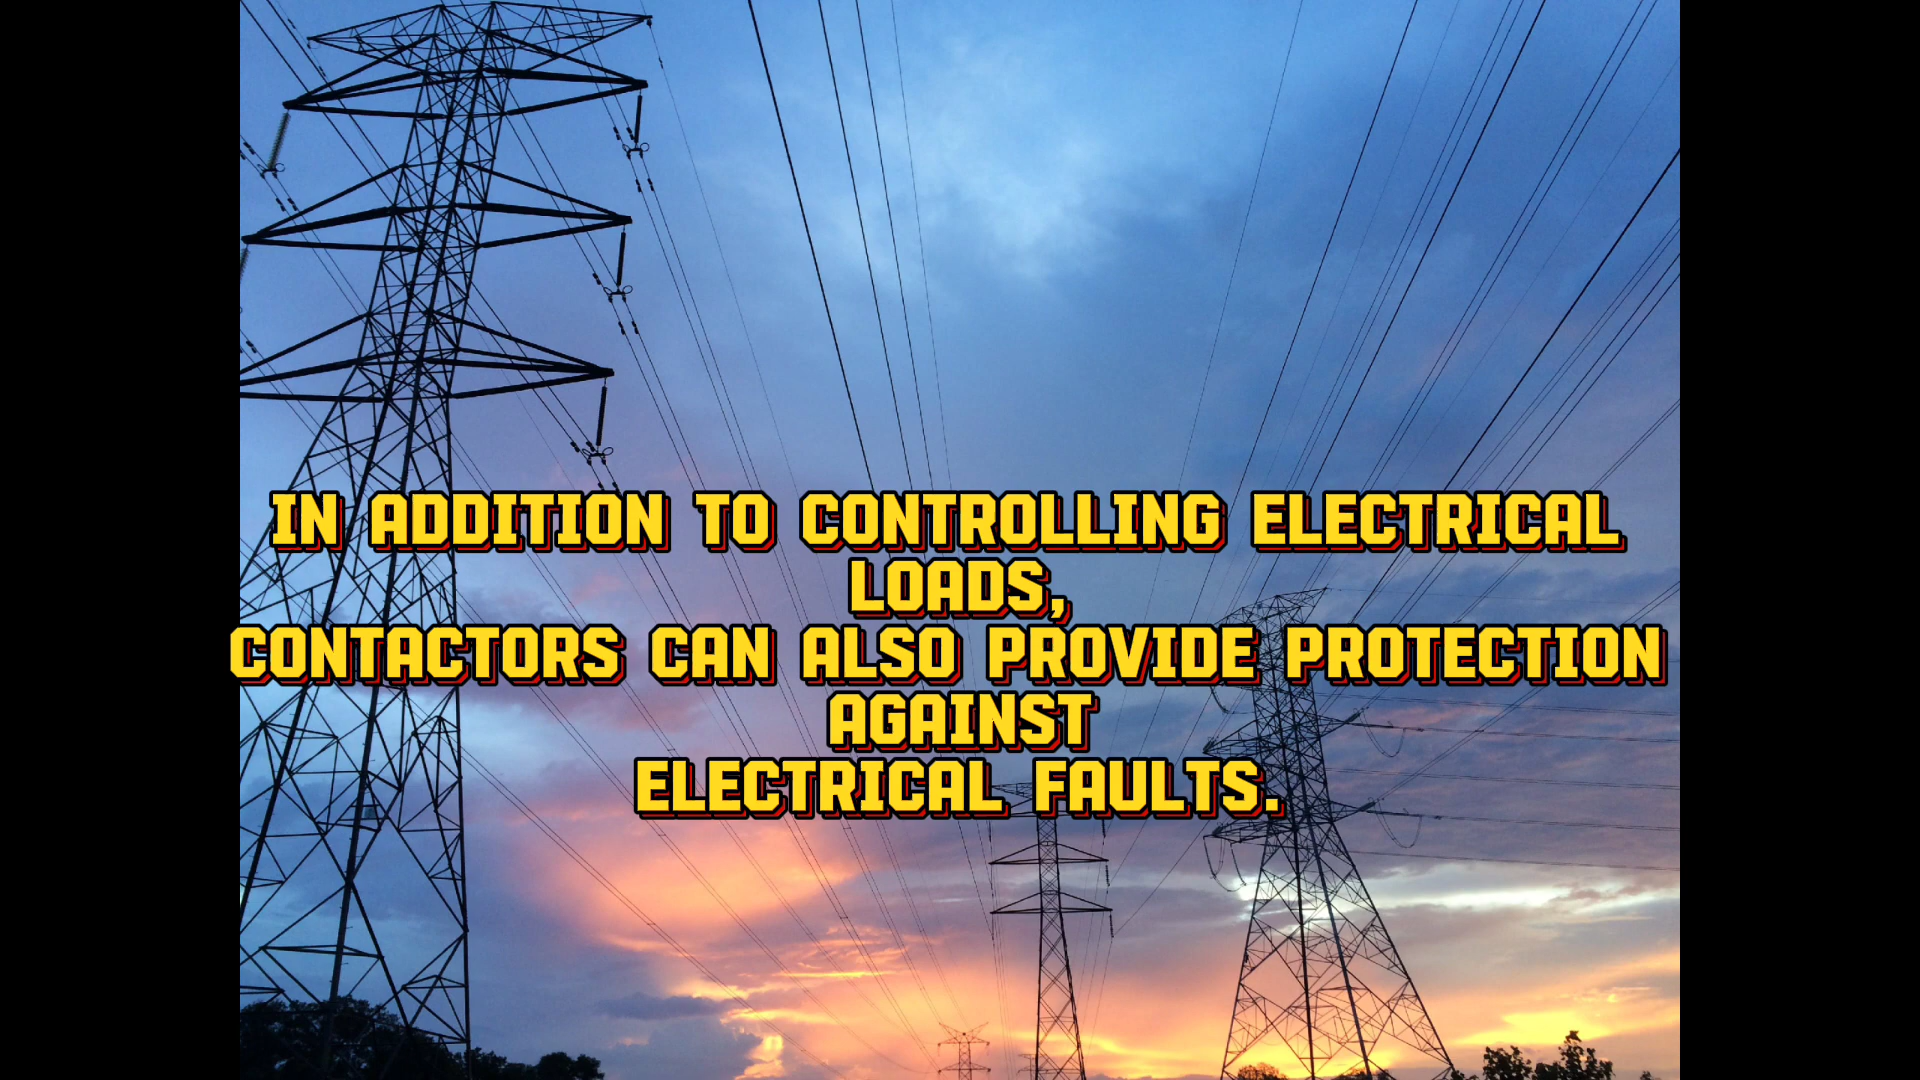 IN ADDITION TO CONTROLLING ELECTRICAL
LOADS,
CONTACTORS CAN ALSO PROVIDE PROTECTION
AGAINST
ELECTRICAL FAULTS.